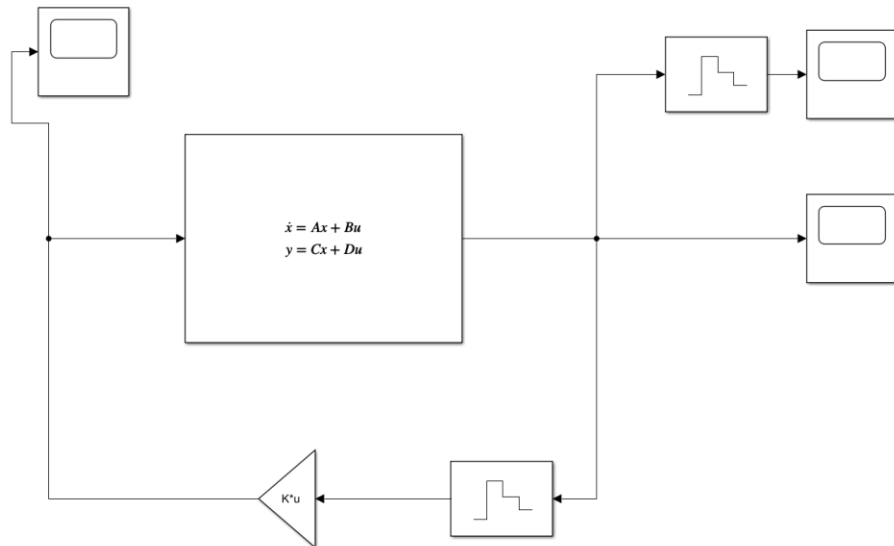 ẋ = Ax + Bu
y = Cx + Du
K*u